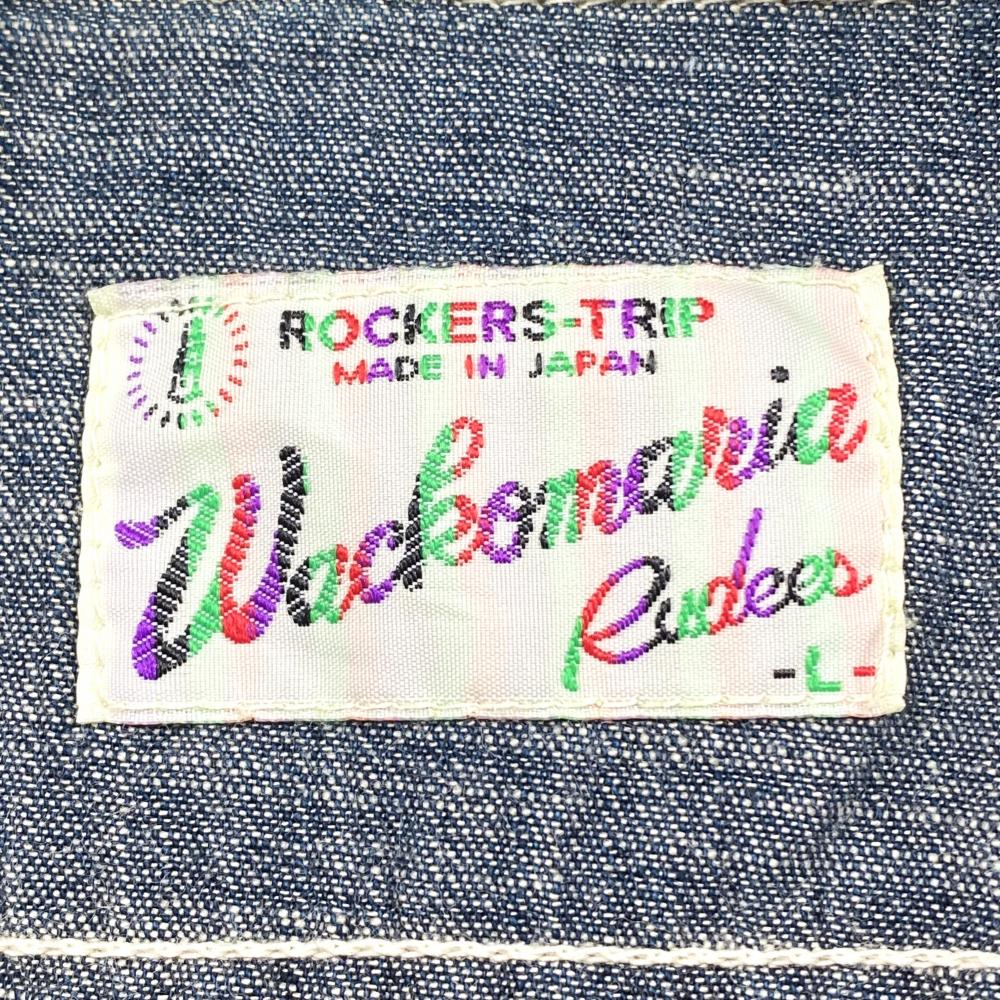 ROCKERS-TRIP
MADE IN JAPAN
Wackomaria
Rudees
-L-